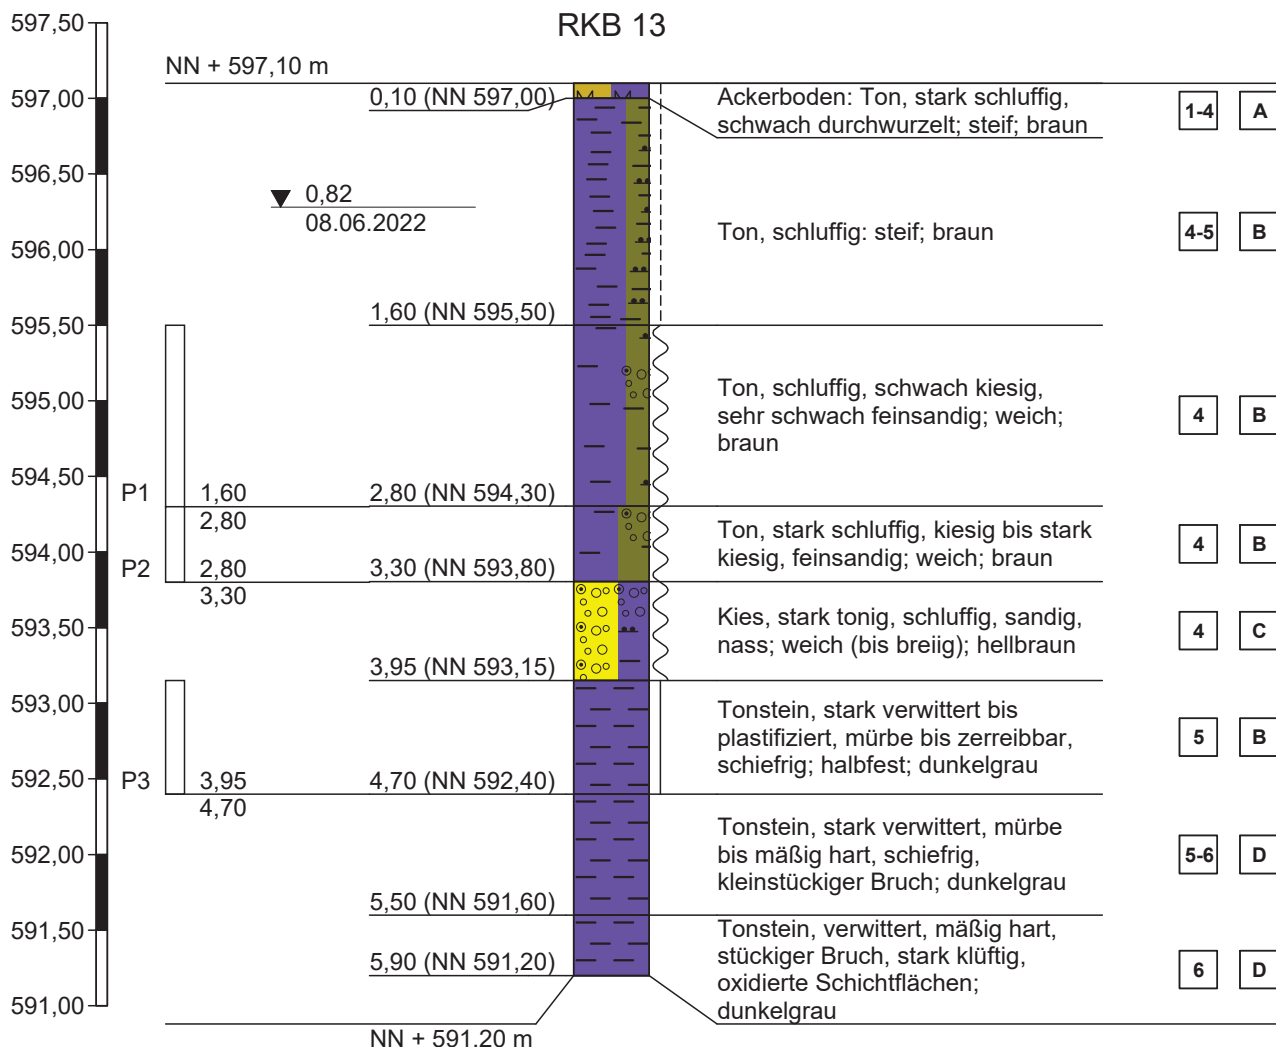 RKB 13
597,50
NN + 597,10 m
597,00
0,10 (NN 597,00)
Ackerboden: Ton, stark schluffig,
schwach durchwurzelt; steif; braun
1-4
A
596,50
0,82
08.06.2022
596,00
Ton, schluffig: steif; braun
4-5
B
595,50
1,60 (NN 595,50)
595,00
Ton, schluffig, schwach kiesig,
sehr schwach feinsandig; weich;
braun
4
B
594,50
P1
1,60
2,80
2,80 (NN 594,30)
594,00
Ton, stark schluffig, kiesig bis stark
kiesig, feinsandig; weich; braun
4
B
P2
2,80
3,30
3,30 (NN 593,80)
593,50
Kies, stark tonig, schluffig, sandig,
nass; weich (bis breiig); hellbraun
4
C
3,95 (NN 593,15)
593,00
Tonstein, stark verwittert bis
plastifiziert, mürbe bis zerreibbar,
schiefrig; halbfest; dunkelgrau
5
B
592,50
P3
3,95
4,70
4,70 (NN 592,40)
592,00
Tonstein, stark verwittert, mürbe
bis mäßig hart, schiefrig,
kleinstückiger Bruch; dunkelgrau
5-6
D
5,50 (NN 591,60)
591,50
Tonstein, verwittert, mäßig hart,
stückiger Bruch, stark klüftig,
oxidierte Schichtflächen;
dunkelgrau
6
D
5,90 (NN 591,20)
591,00
NN + 591,20 m